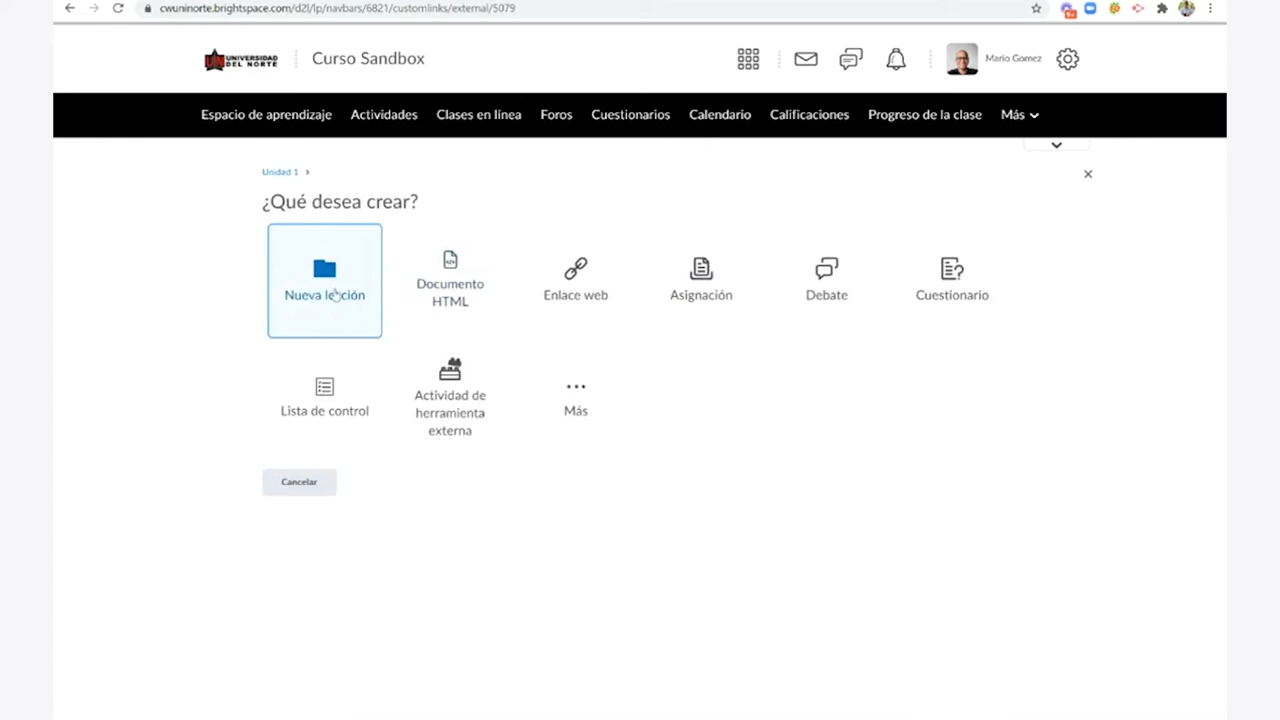 cwuninorte.brightspace.com/d2l/lp/navbars/6821/customlinks/external/5079
UNIVERSIDAD
DEL NORTE
Curso Sandbox
Mario Gomez
Espacio de aprendizaje Actividades Clases en línea Foros Cuestionarios Calendario Calificaciones Progreso de la clase Más
Unidad 1
¿Qué desea crear?
Nueva lección
Documento
HTML
Enlace web
Asignación
Debate
Cuestionario
Lista de control
Actividad de
herramienta
externa
Más
Cancelar